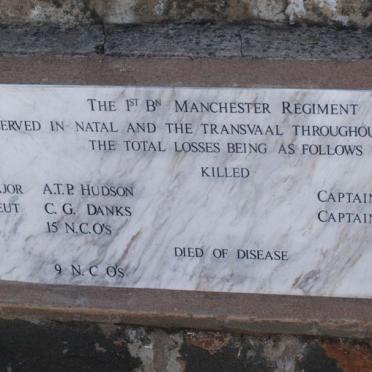 THE 1ST BN MANCHESTER REGIMENT
ERVED IN NATAL AND THE TRANSVAAL THROUGHOU
THE TOTAL LOSSES BEING AS FOLLOWS
KILLED
AJOR A.T.P. HUDSON CAPTAIN
EUT C. G. DANKS CAPTAIN
15 N.C.O'S
DIED OF DISEASE
9 N.C O'S